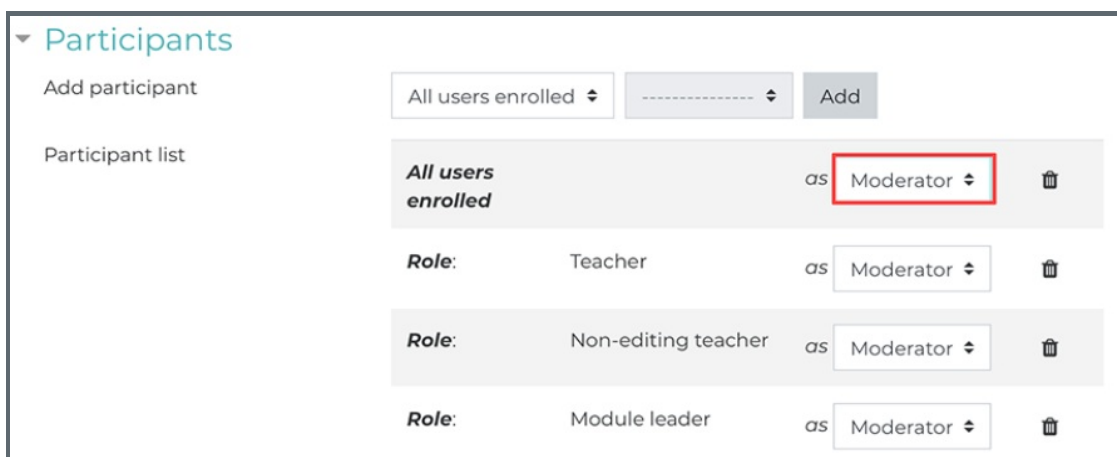 Participants
Add participant All users enrolled --------------- Add
Participant list
All users enrolled as Moderator
Role: Teacher as Moderator
Role: Non-editing teacher as Moderator
Role: Module leader as Moderator